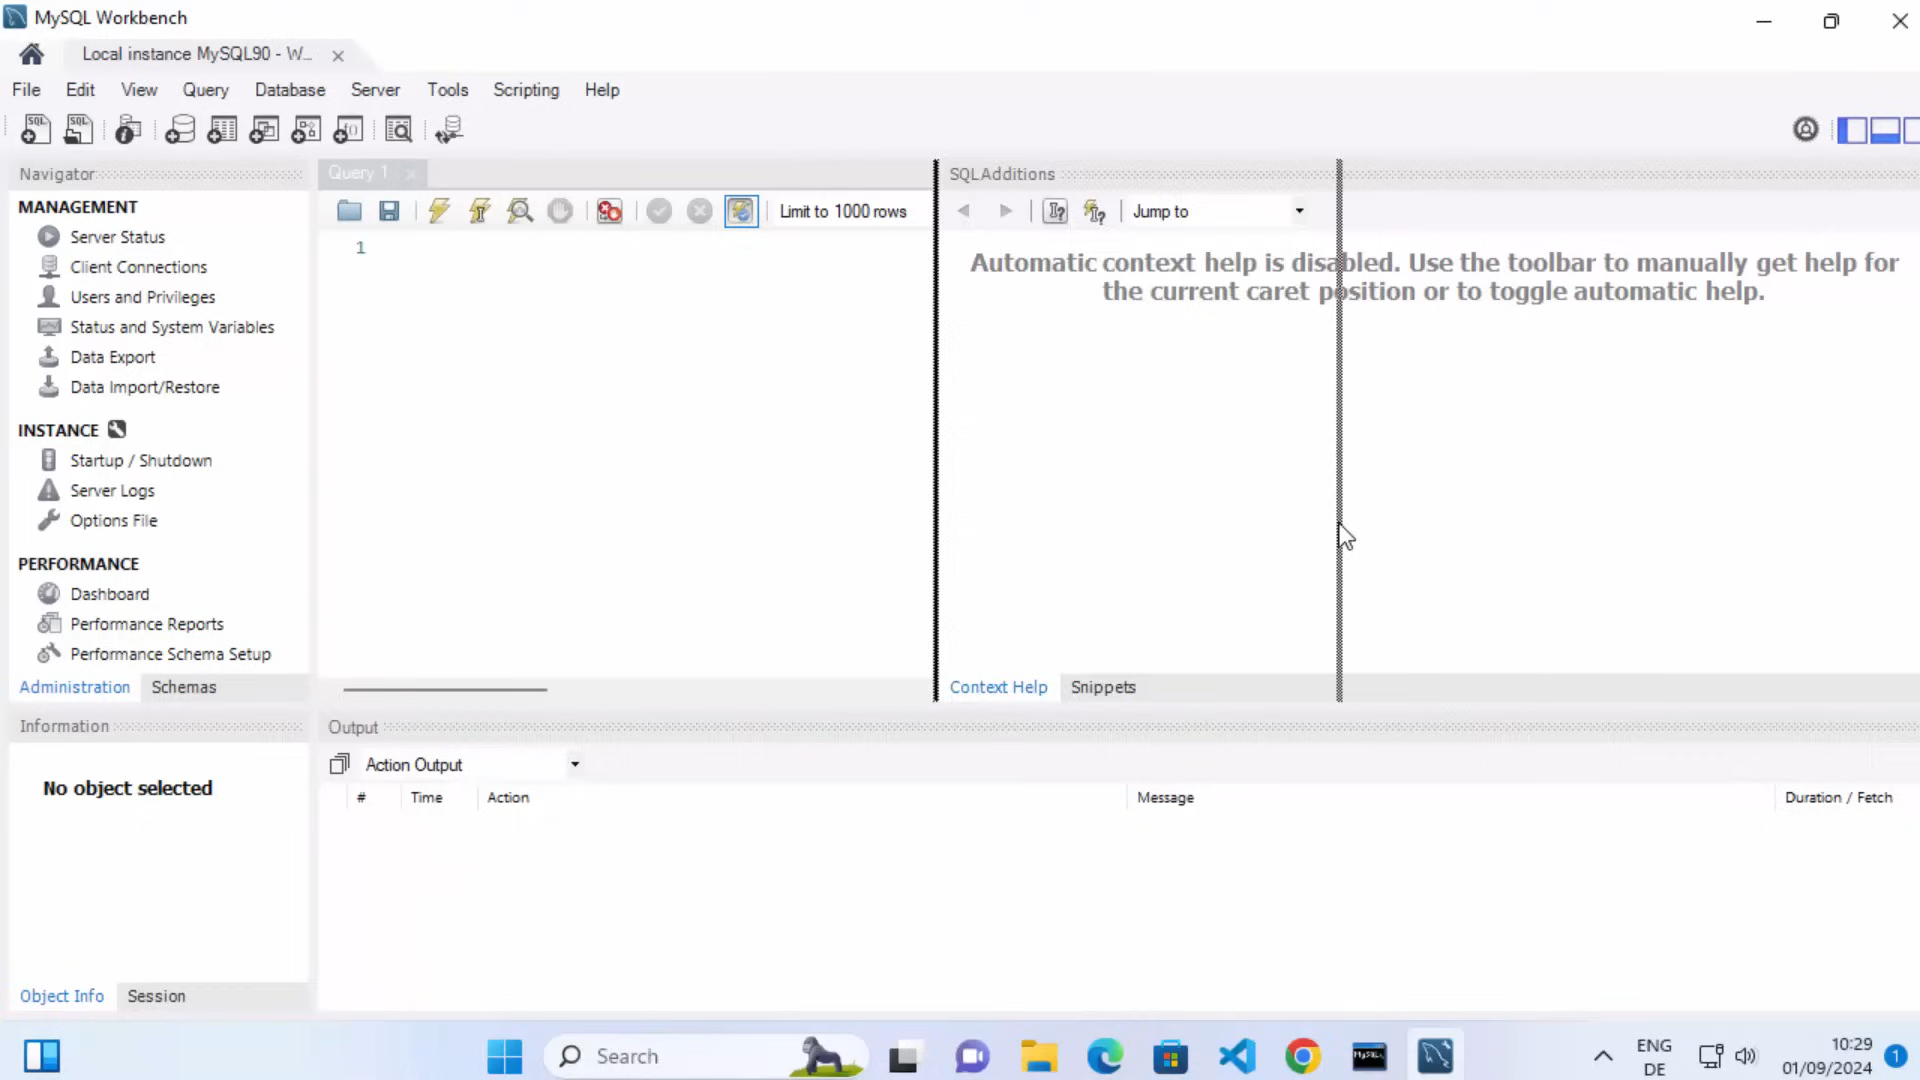 MySQL Workbench
Local instance MySQL90 - W...
File Edit View Query Database Server Tools Scripting Help
SQL SQL
Navigator
MANAGEMENT
Server Status
Client Connections
Users and Privileges
Status and System Variables
Data Export
Data Import/Restore
INSTANCE
Startup / Shutdown
Server Logs
Options File
PERFORMANCE
Dashboard
Performance Reports
Performance Schema Setup
Administration Schemas
Query 1
Limit to 1000 rows
1
SQLAdditions
Jump to
Automatic context help is disabled. Use the toolbar to manually get help for
the current caret position or to toggle automatic help.
Context Help Snippets
Information
No object selected
Object Info Session
Output
Action Output
# Time Action Message Duration / Fetch
Search
MySQL
ENG
DE
10:29
01/09/2024
1